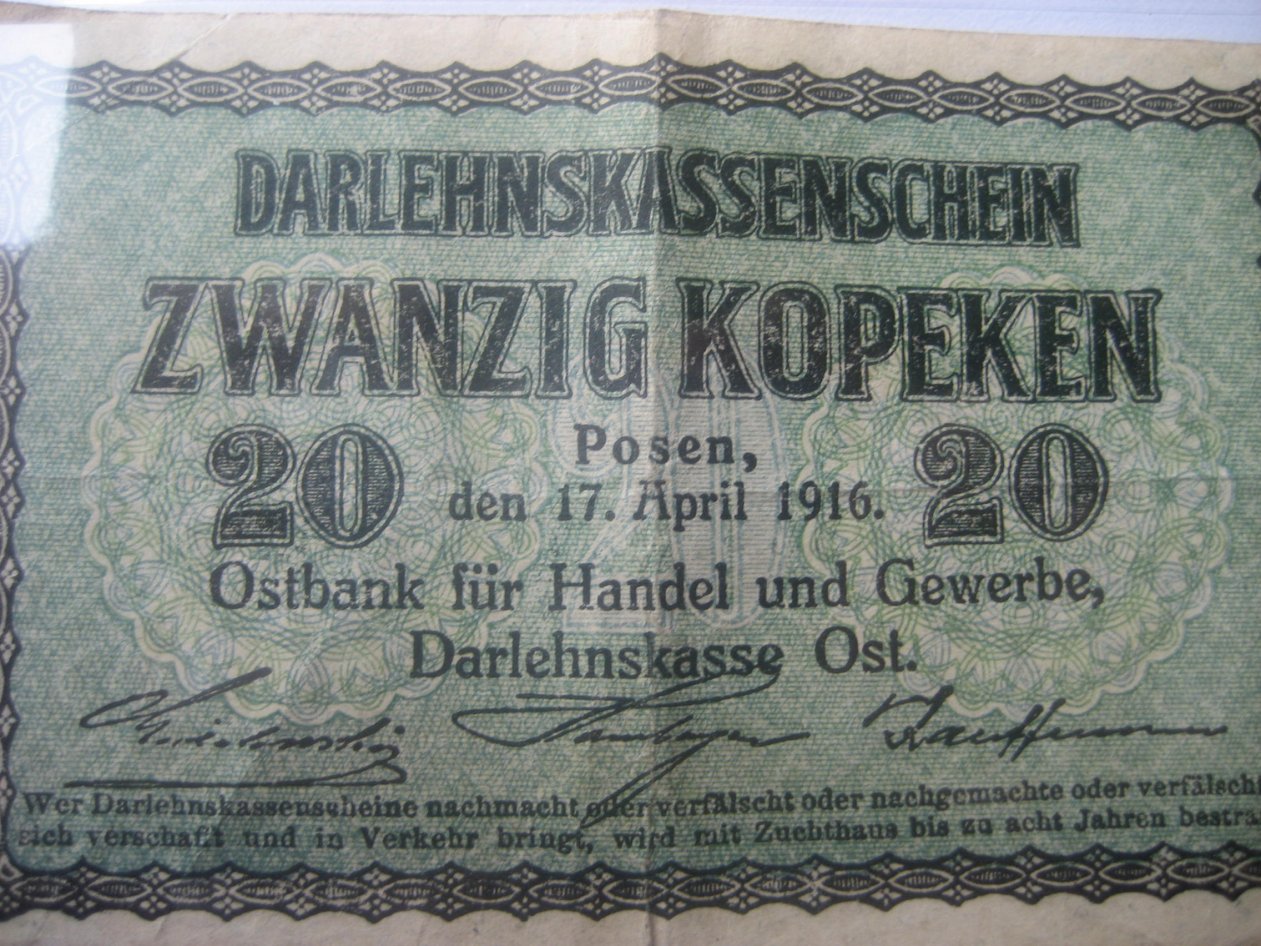 DARLEHNSKASSENSCHEIN
ZWANZIG KOPEKEN
20 Posen, 20
den 17. April 1916.
Ostbank für Handel und Gewerbe,
Darlehnskasse Ost.
Kauffmann
Wer Darlehnskassenscheine nachmacht oder verfälscht oder nachgemachte oder verfälscht
sich verschafft und in Verkehr bringt, wird mit Zuchthaus bis zu acht Jahren bestra